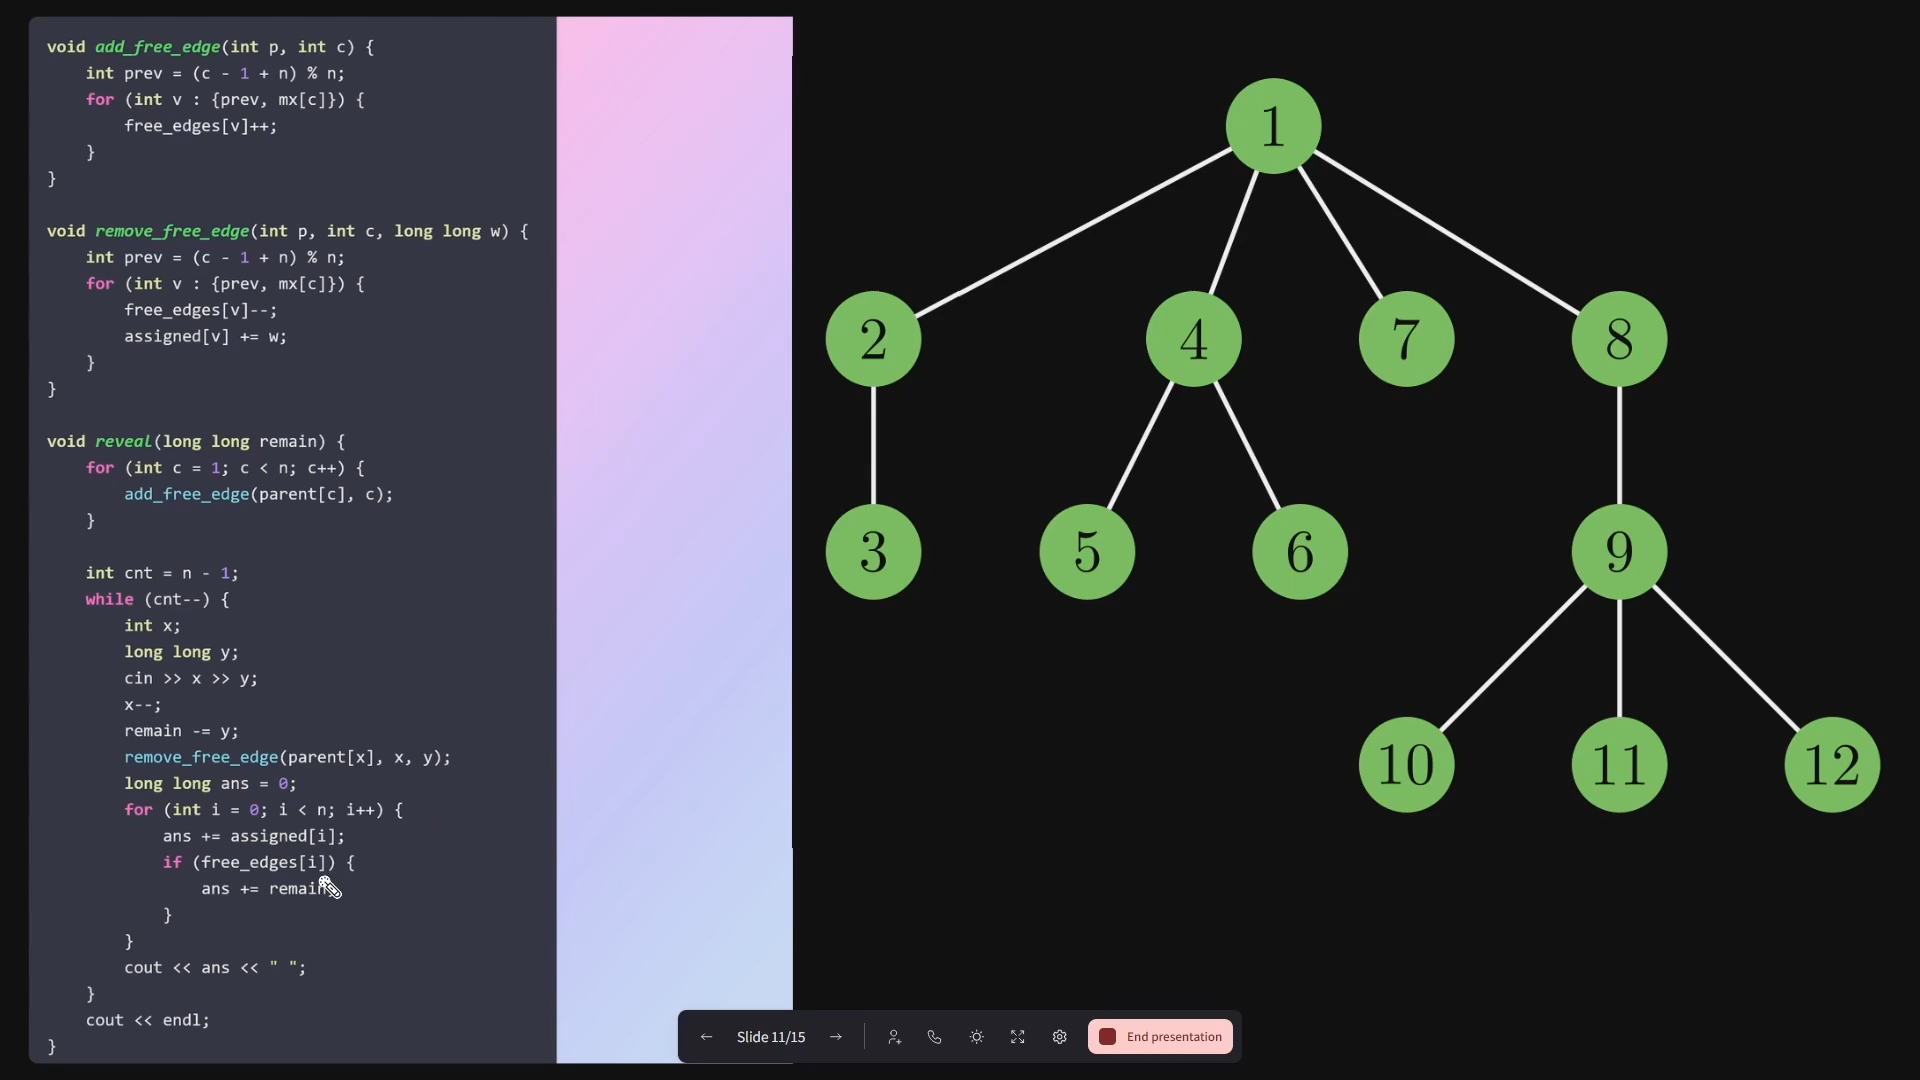 void add_free_edge(int p, int c) {
    int prev = (c - 1 + n) % n;
    for (int v : {prev, mx[c]}) {
        free_edges[v]++;
    }
}

void remove_free_edge(int p, int c, long long w) {
    int prev = (c - 1 + n) % n;
    for (int v : {prev, mx[c]}) {
        free_edges[v]--;
        assigned[v] += w;
    }
}

void reveal(long long remain) {
    for (int c = 1; c < n; c++) {
        add_free_edge(parent[c], c);
    }

    int cnt = n - 1;
    while (cnt--) {
        int x;
        long long y;
        cin >> x >> y;
        x--;
        remain -= y;
        remove_free_edge(parent[x], x, y);
        long long ans = 0;
        for (int i = 0; i < n; i++) {
            ans += assigned[i];
            if (free_edges[i]) {
                ans += remain;
            }
        }
        cout << ans << " ";
    }
    cout << endl;
}
1
2 4 7 8
3 5 6 9
10 11 12
Slide 11/15
End presentation